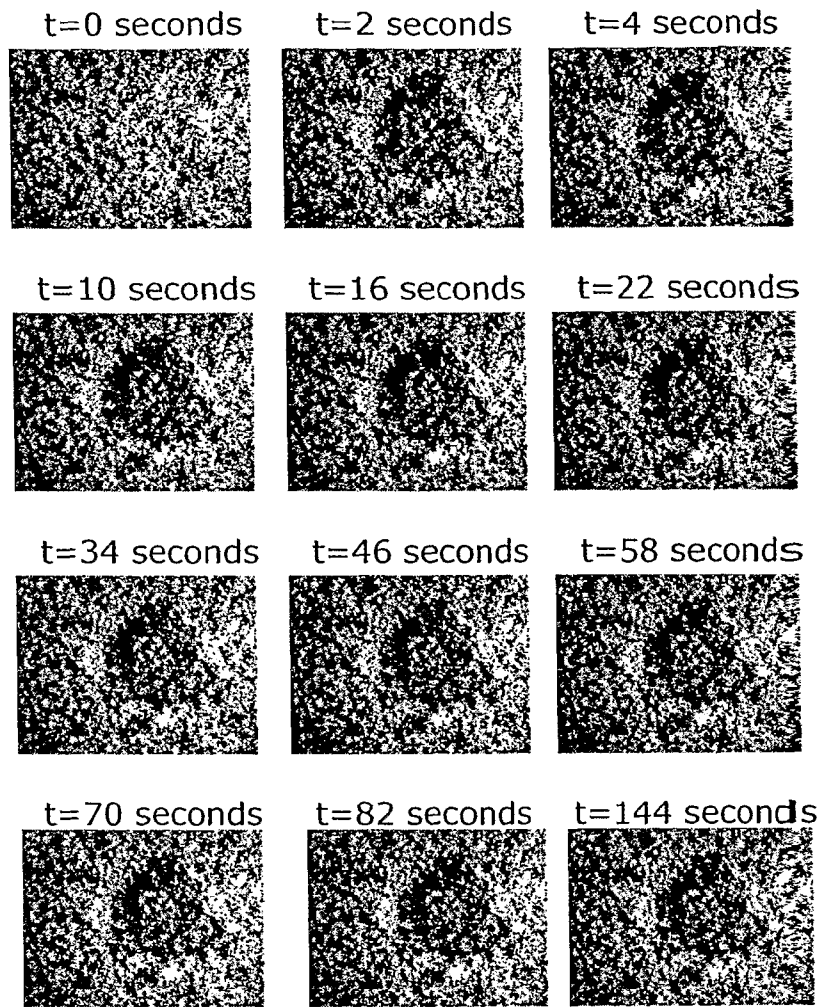 t=0 seconds
t=2 seconds
t=4 seconds
t=10 seconds
t=16 seconds
t=22 seconds
t=34 seconds
t=46 seconds
t=58 seconds
t=70 seconds
t=82 seconds
t=144 seconds